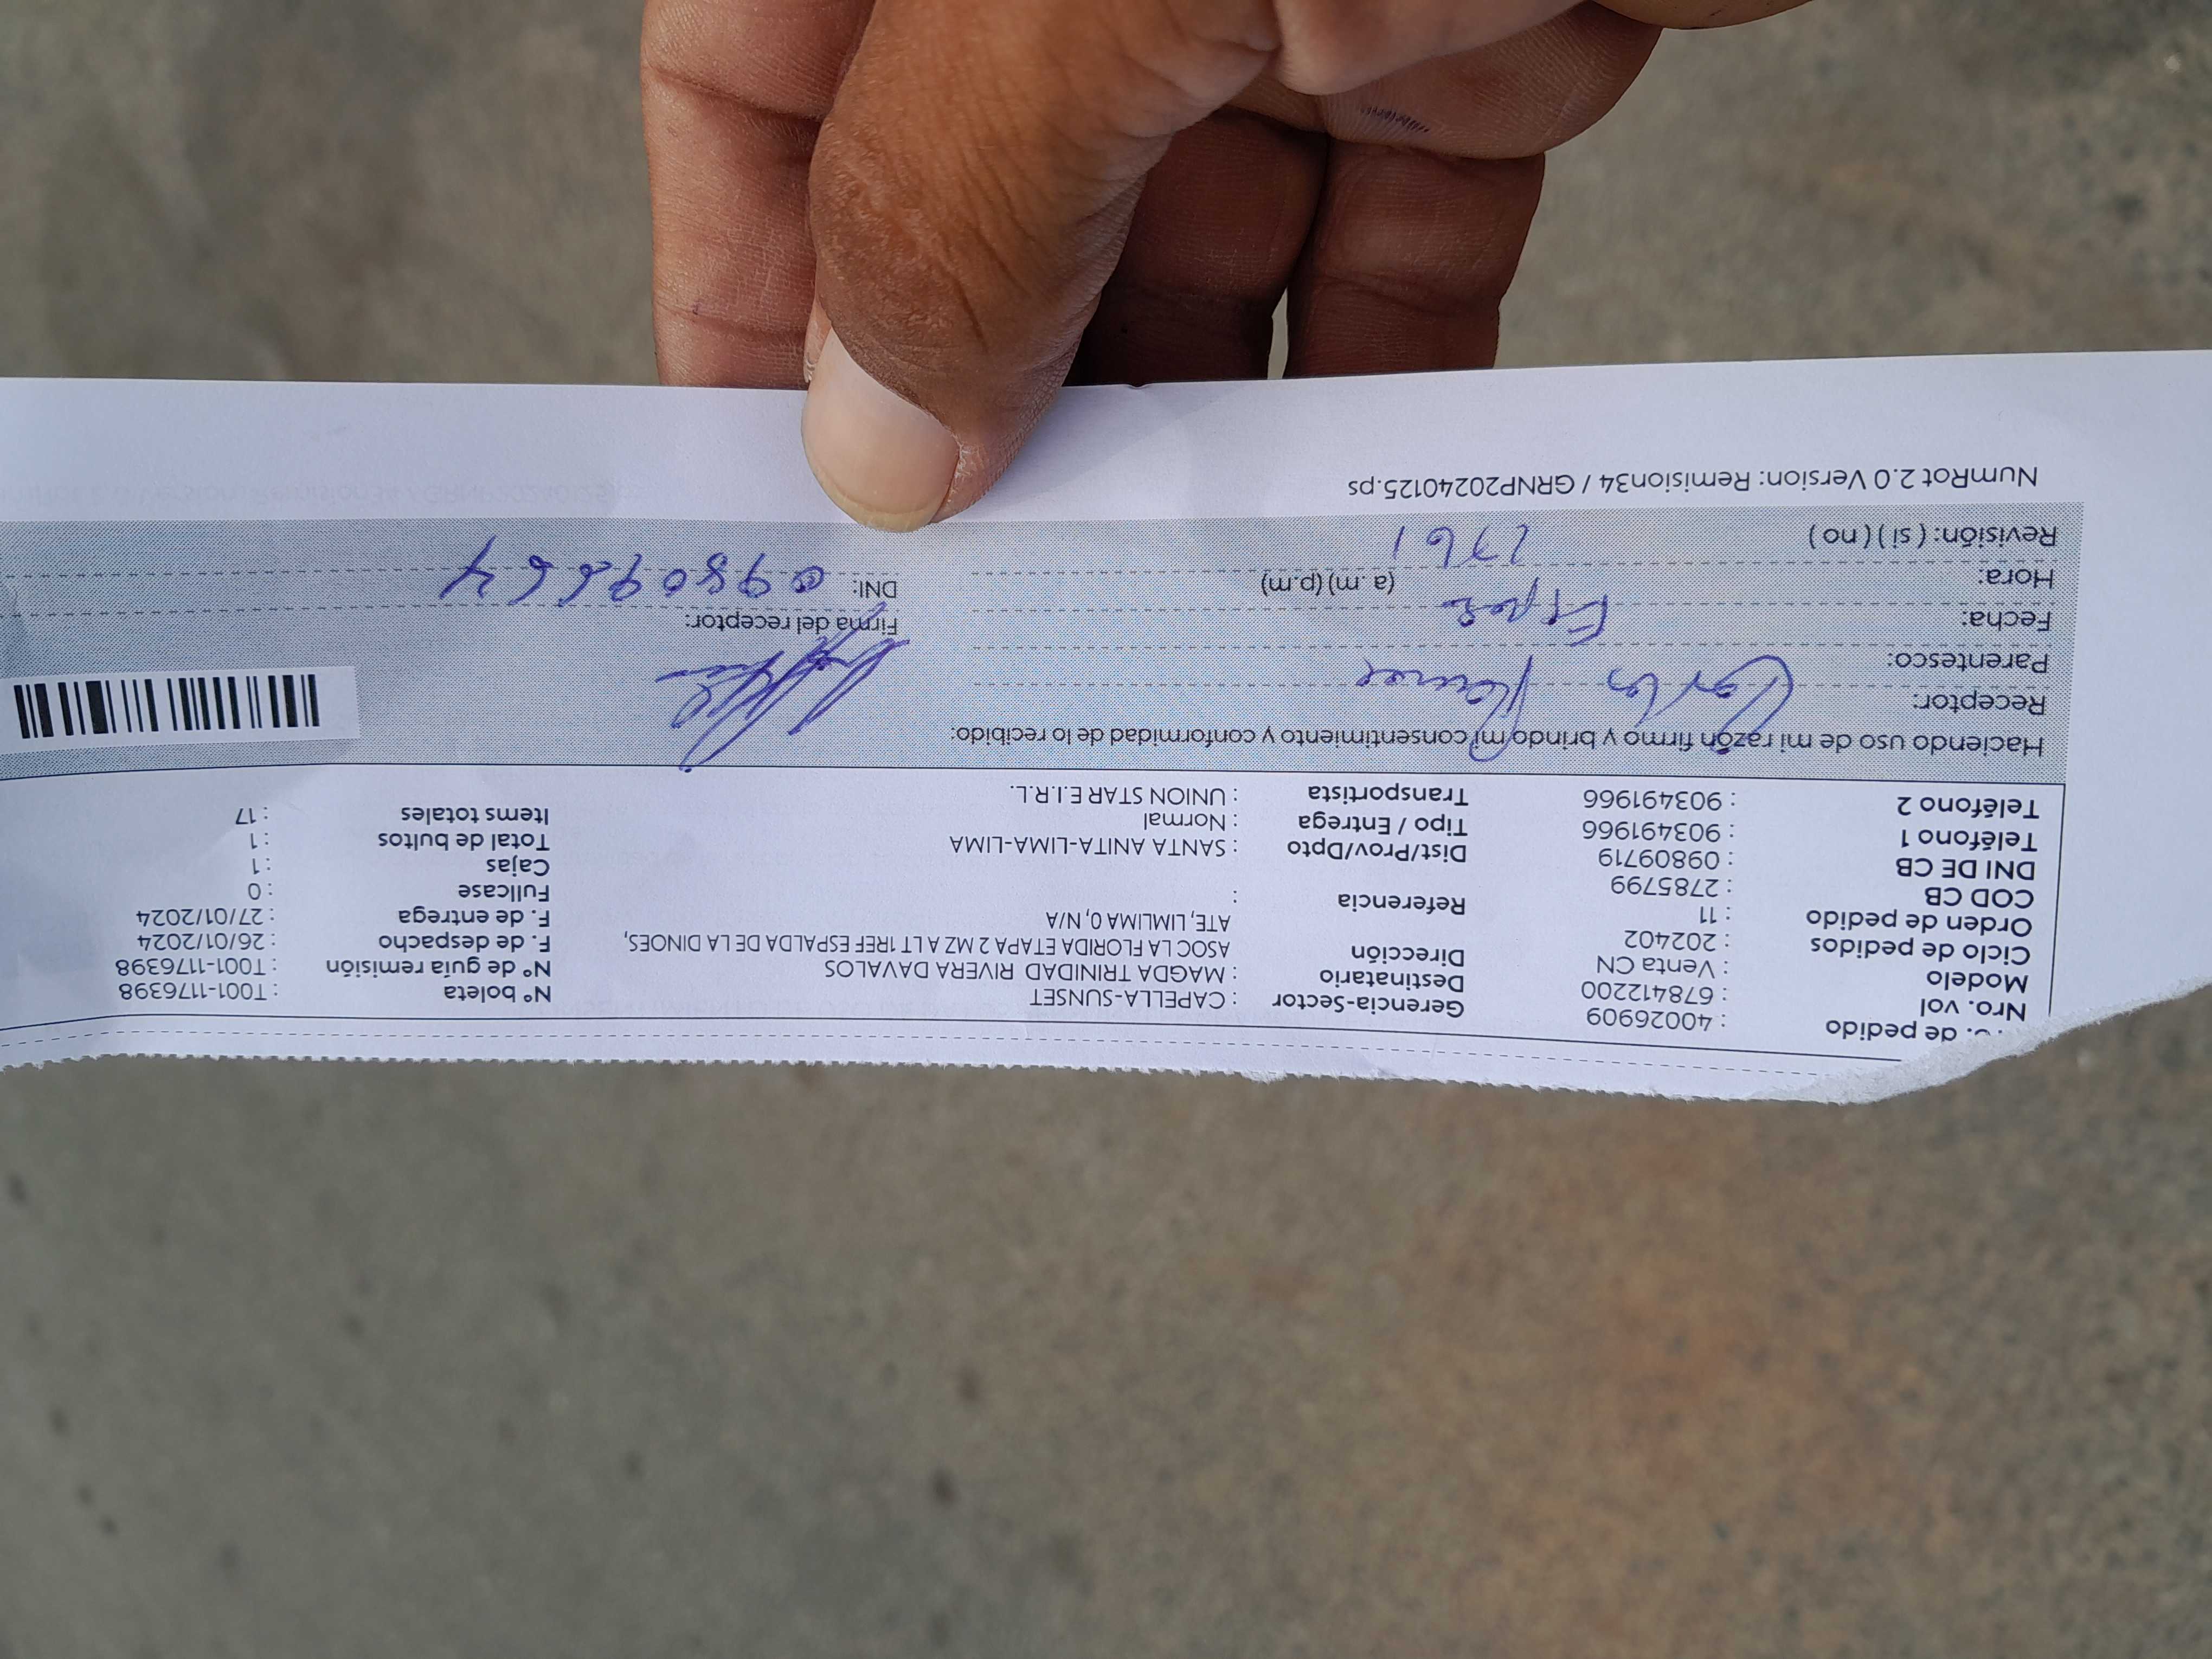 de pedido : 40026909 Gerencia-Sector : CAPELLA-SUNSET Nº boleta : T001-1176398
Nro. vol : 678412200 Destinatario : MAGDA TRINIDAD RIVERA DAVALOS Nº de guía remisión : T001-1176398
Modelo : Venta CN Dirección ASOC LA FLORIDA ETAPA 2 MZ A LT 1REF ESPALDA DE LA DINOES, F. de despacho : 26/01/2024
Ciclo de pedidos : 202402 ATE, LIMLIMA 0, N/A F. de entrega : 27/01/2024
Orden de pedido : 11 Referencia : Fullcase : 0
COD CB : 2785799 Cajas : 1
DNI DE CB : 09809719 Dist/Prov/Dpto : SANTA ANITA-LIMA-LIMA Total de bultos : 1
Teléfono 1 : 903491966 Tipo / Entrega : Normal Items totales : 17
Teléfono 2 : 903491966 Transportista : UNION STAR E.I.R.L.
Haciendo uso de mi razón firmo y brindo mi consentimiento y conformidad de lo recibido:
Receptor: Carlos
Parentesco:
Fecha: Firma del receptor:
Hora: (a. m) (p.m) DNI:
Revisión: ( si ) ( no ) 2761
NumRot 2.0 Version: Remision34 / GRNP20240125.ps